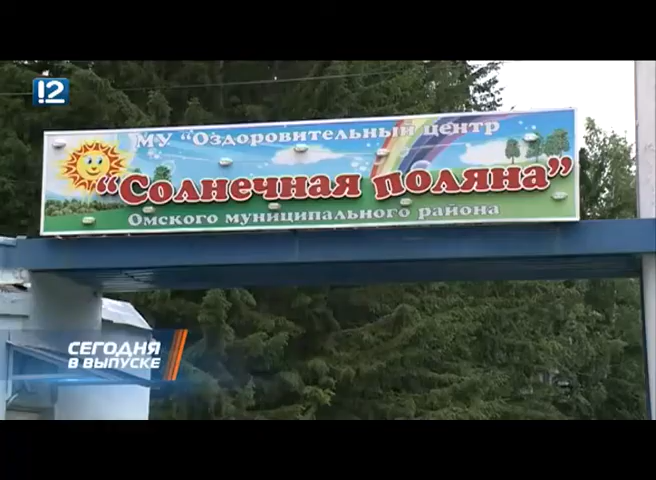 12
МУ "Оздоровительный центр
"Солнечная поляна"
Омского муниципального района
СЕГОДНЯ
В ВЫПУСКЕ